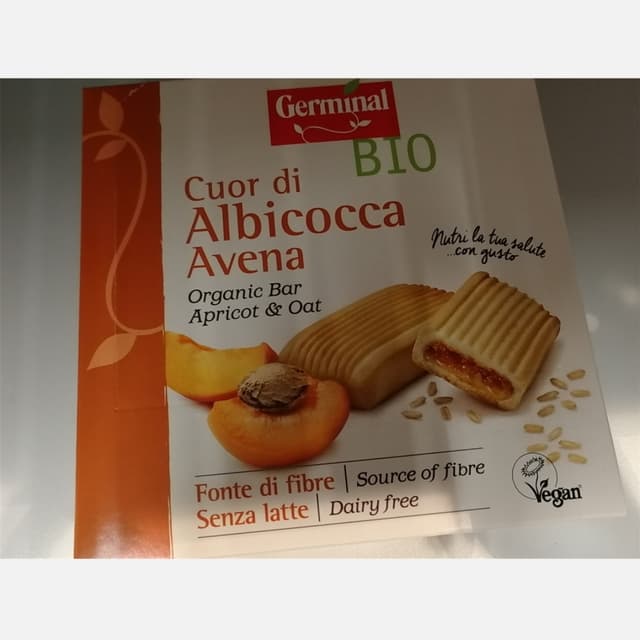 Germinal
BIO
Cuor di
Albicocca
Avena
Organic Bar
Apricot & Oat
Nutri la tua salute
...con gusto
Fonte di fibre | Source of fibre
Senza latte | Dairy free
Vegan